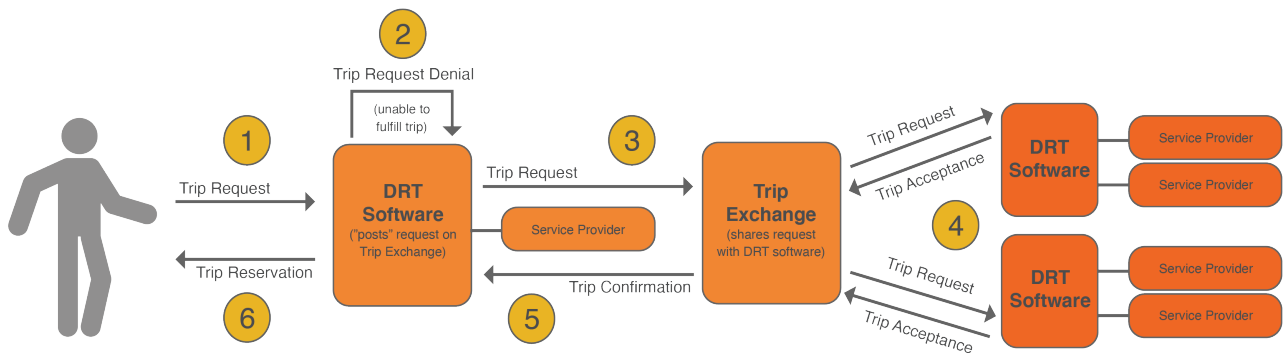 2
Trip Request Denial
(unable to
fulfill trip)
1
Trip Request
DRT
Software
("posts" request on
Trip Exchange)
Service Provider
Trip Reservation
6
3
Trip Request
Trip Confirmation
5
Trip
Exchange
(shares request
with DRT software)
Trip Request
Trip Acceptance
4
Trip Request
Trip Acceptance
DRT
Software
Service Provider
Service Provider
DRT
Software
Service Provider
Service Provider